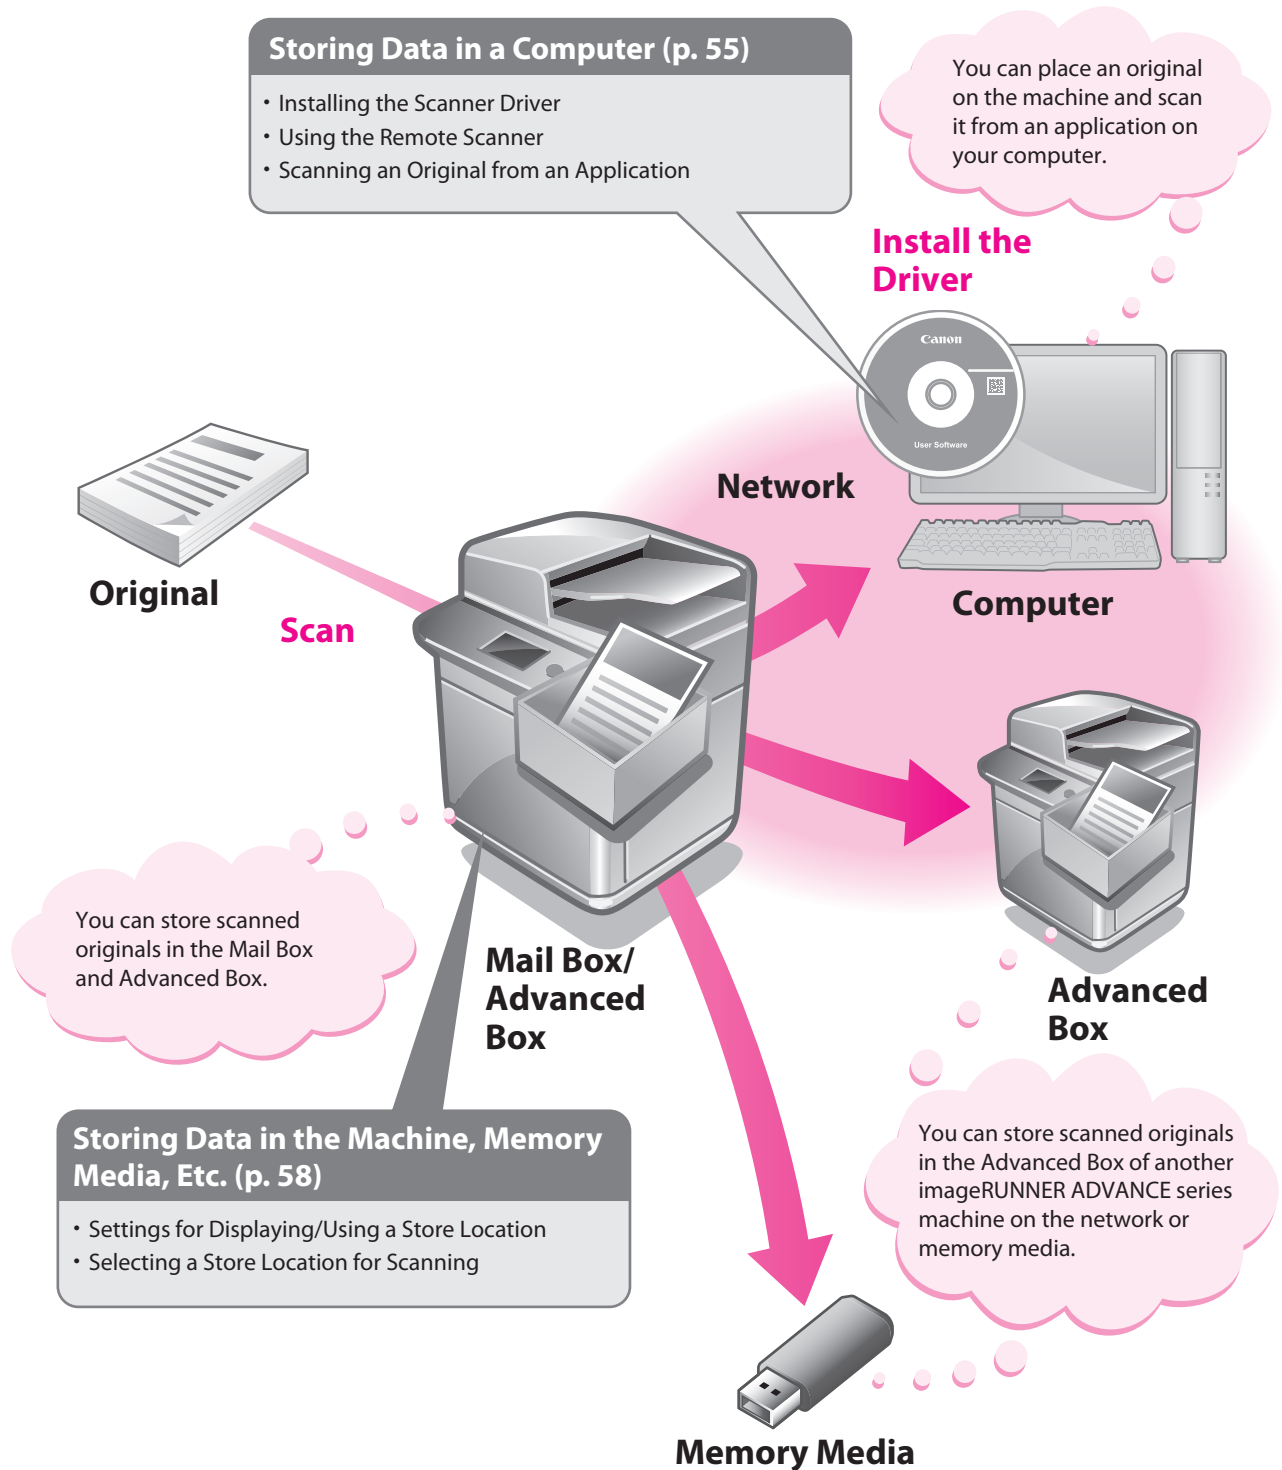 Storing Data in a Computer (p. 55)
・Installing the Scanner Driver
・Using the Remote Scanner
・Scanning an Original from an Application
You can place an original
on the machine and scan
it from an application on
your computer.
Install the
Driver
Canon
User Software
Network
Computer
Original
Scan
You can store scanned
originals in the Mail Box
and Advanced Box.
Mail Box/
Advanced
Box
Advanced
Box
Storing Data in the Machine, Memory
Media, Etc. (p. 58)
・Settings for Displaying/Using a Store Location
・Selecting a Store Location for Scanning
You can store scanned originals
in the Advanced Box of another
imageRUNNER ADVANCE series
machine on the network or
memory media.
Memory Media